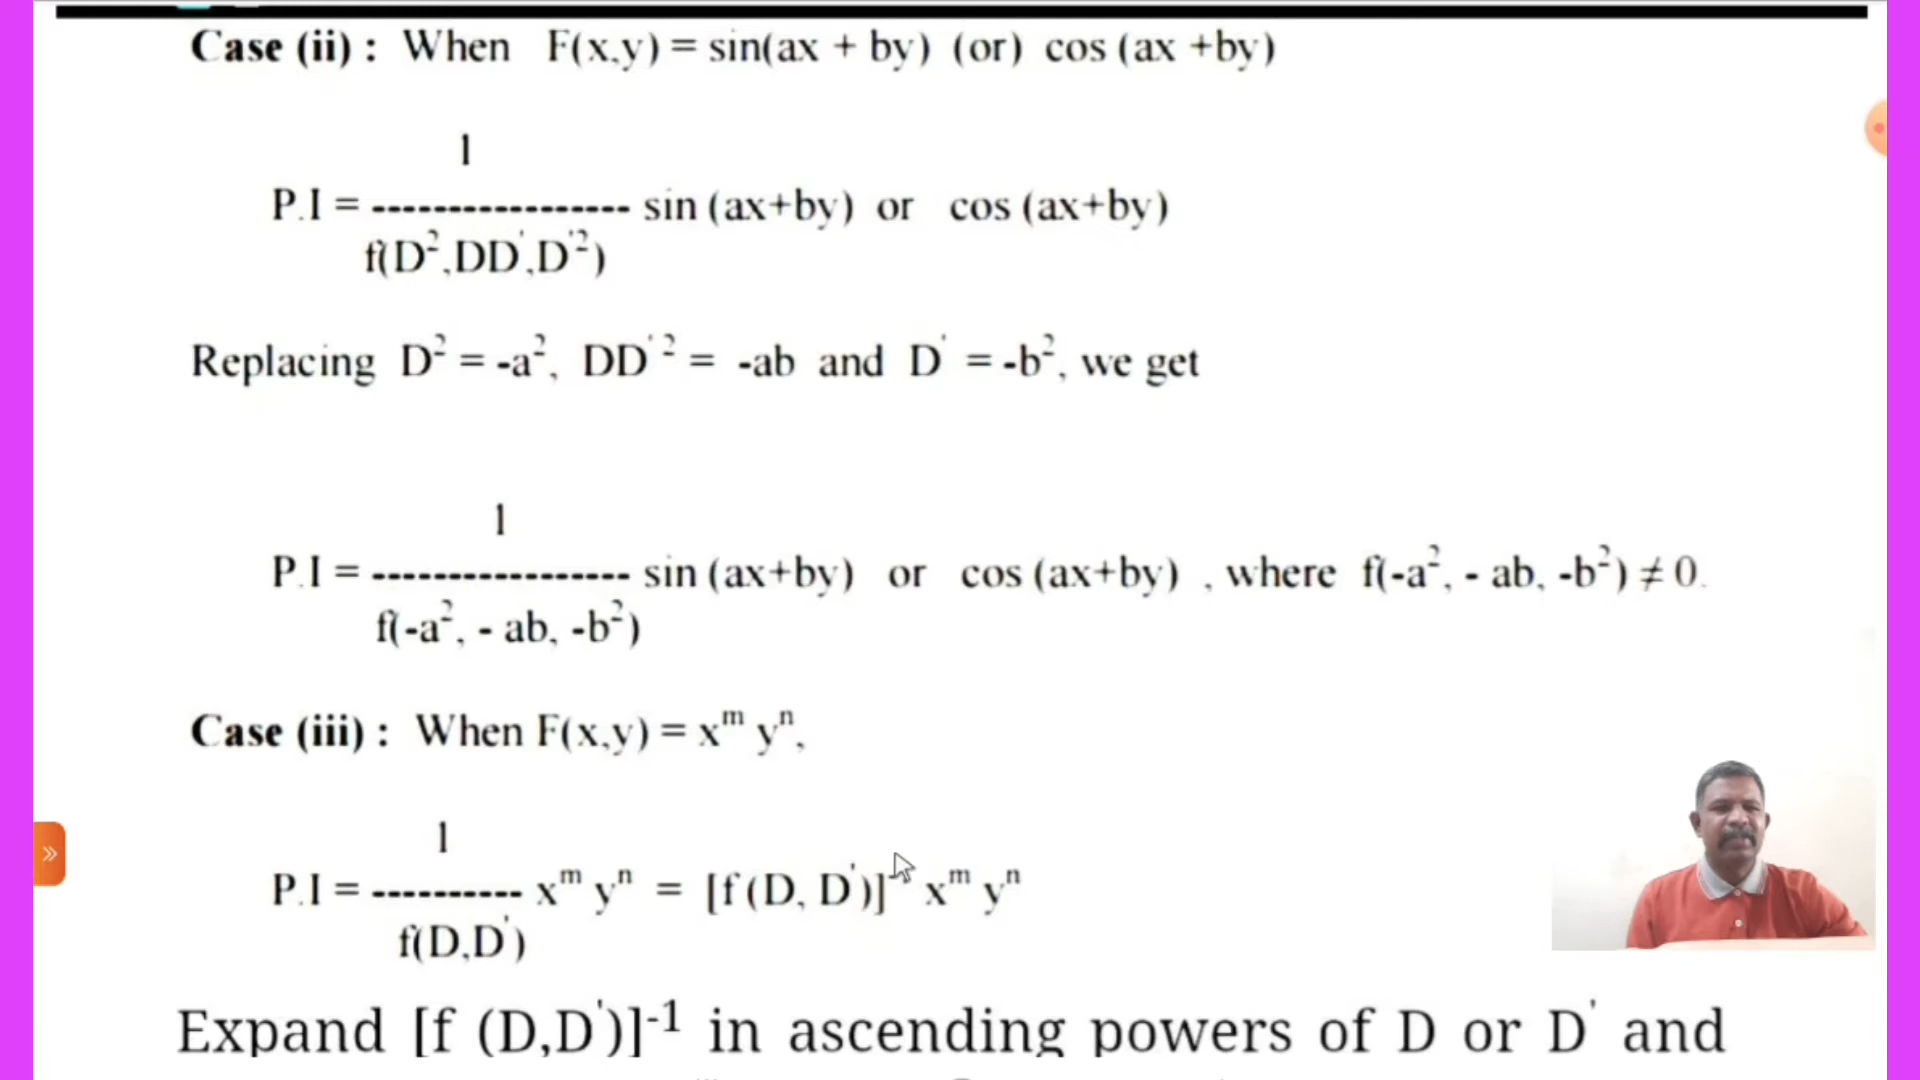 Case (ii) : When F(x,y) = sin(ax + by) (or) cos (ax +by)
1
P.I = ----------------- sin (ax+by) or cos (ax+by)
f(D²,DD',D'²)
Replacing D² = -a², DD' ² = -ab and D' = -b², we get
1
P.I = ----------------- sin (ax+by) or cos (ax+by) , where f(-a², - ab, -b²) ≠ 0.
f(-a², - ab, -b²)
Case (iii) : When F(x,y) = xᵐ yⁿ,
1
P.I = ---------- xᵐ yⁿ = [f (D, D')] xᵐ yⁿ
f(D,D')
Expand [f (D,D')]⁻¹ in ascending powers of D or D' and